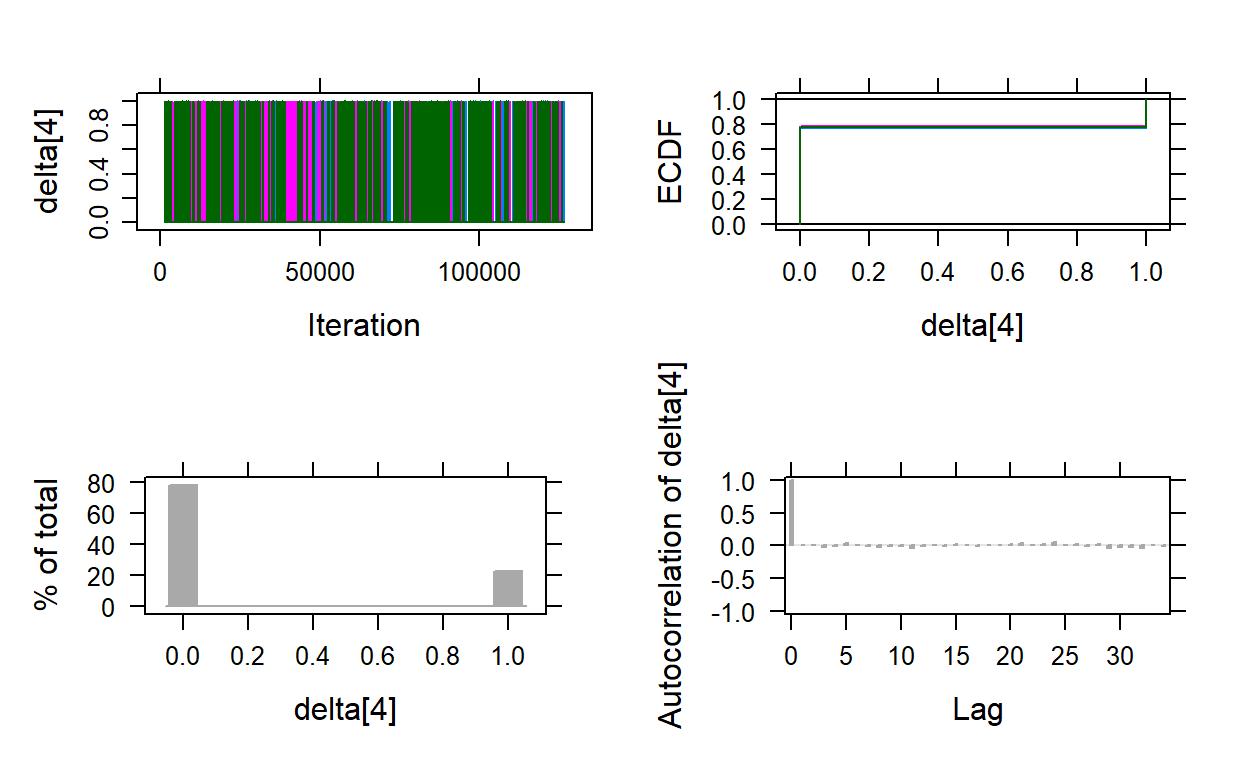 delta[4]
0.0 0.4 0.8
0 50000 100000
Iteration
ECDF
1.0
0.8
0.6
0.4
0.2
0.0
0.0 0.2 0.4 0.6 0.8 1.0
delta[4]
% of total
80
60
40
20
0
0.0 0.2 0.4 0.6 0.8 1.0
delta[4]
Autocorrelation of delta[4]
1.0
0.5
0.0
-0.5
-1.0
0 5 10 15 20 25 30
Lag